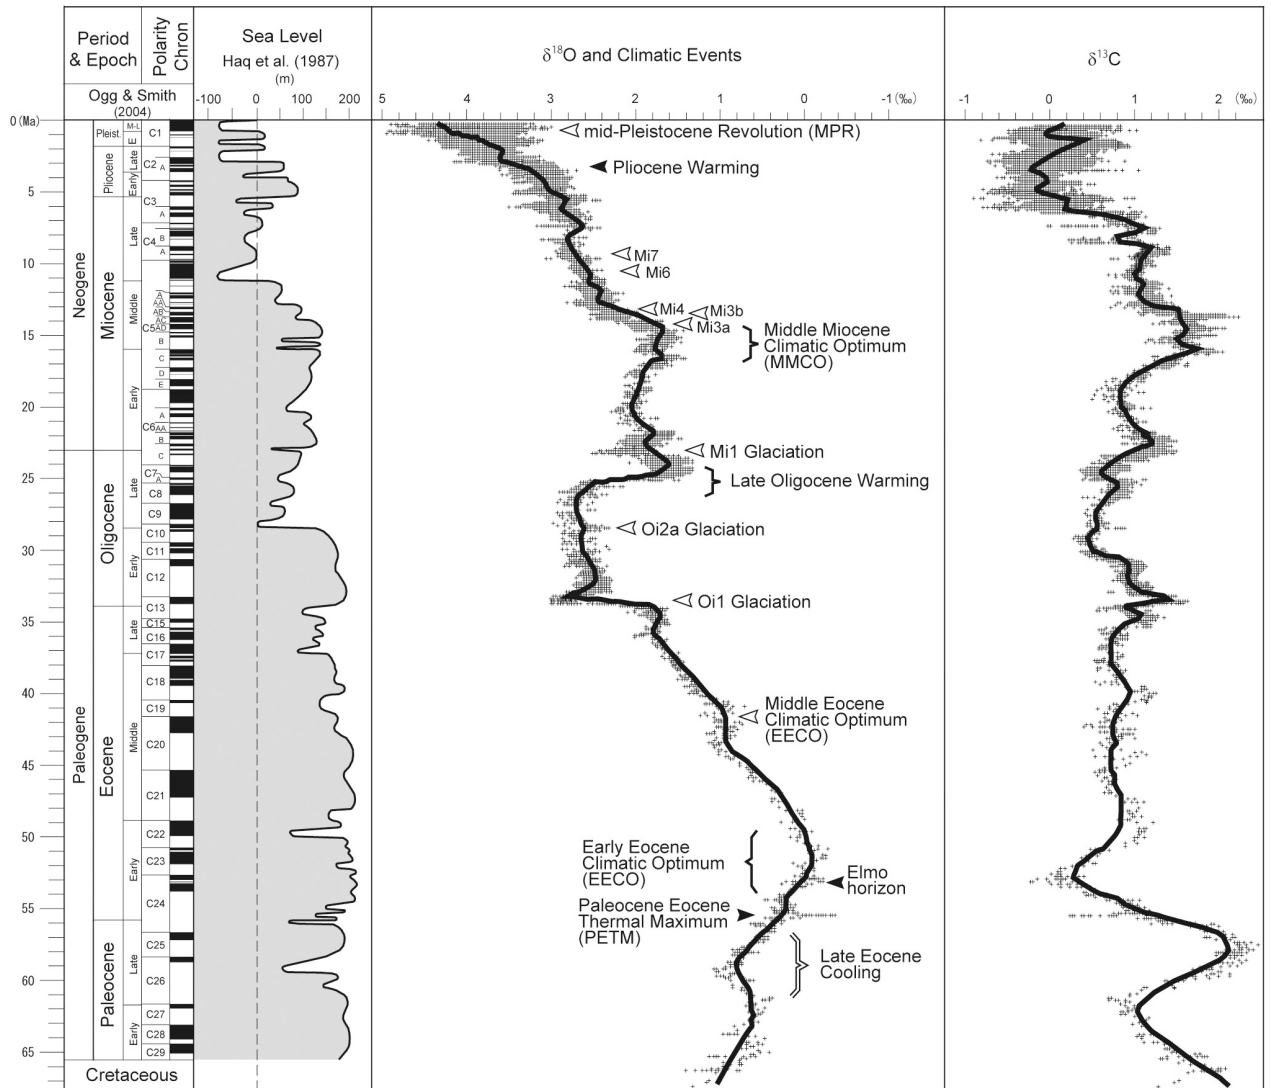 Period
& Epoch
Polarity
Chron
Sea Level
Haq et al. (1987)
(m)
δ18O and Climatic Events
δ13C
Ogg & Smith
(2004)
-100 0 100 200
5 4 3 2 1 0 -1 (‰)
-1 0 1 2 (‰)
0 (Ma)
5
10
15
20
25
30
35
40
45
50
55
60
65
Neogene
Paleogene
Pleist.
Pliocene
Miocene
Oligocene
Eocene
Paleocene
Cretaceous
M-L
E
Late
Early
Late
Middle
Early
Late
Early
Late
Middle
Early
Late
Early
C1
C2
A
C3
A
C4
B
A
A
AA
AB
AC
C5 AD
B
C
D
E
A
C6 AA
B
C
C7
A
C8
C9
C10
C11
C12
C13
C15
C16
C17
C18
C19
C20
C21
C22
C23
C24
C25
C26
C27
C28
C29
mid-Pleistocene Revolution (MPR)
Pliocene Warming
Mi7
Mi6
Mi4
Mi3b
Mi3a
Middle Miocene
Climatic Optimum
(MMCO)
Mi1 Glaciation
Late Oligocene Warming
Oi2a Glaciation
Oi1 Glaciation
Middle Eocene
Climatic Optimum
(EECO)
Early Eocene
Climatic Optimum
(EECO)
Elmo
horizon
Paleocene Eocene
Thermal Maximum
(PETM)
Late Eocene
Cooling